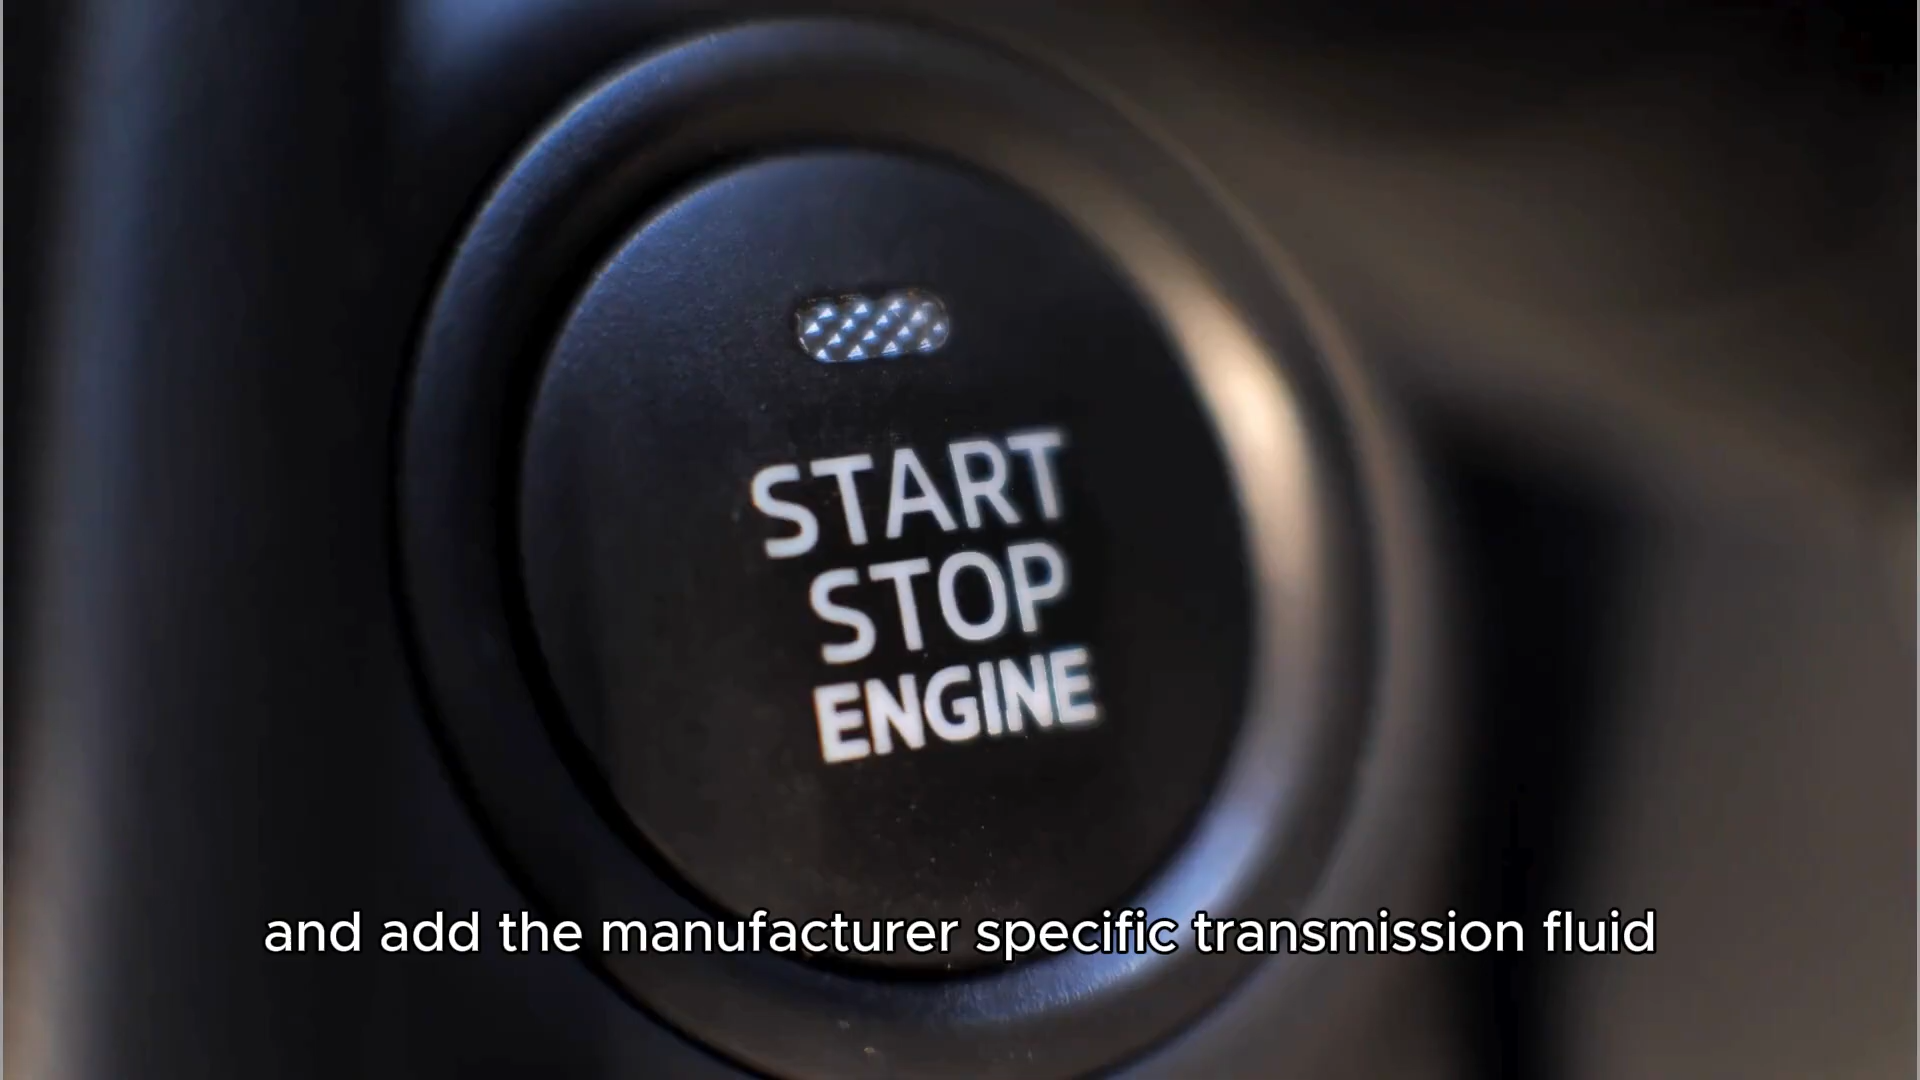 START
STOP
ENGINE
and add the manufacturer specific transmission fluid